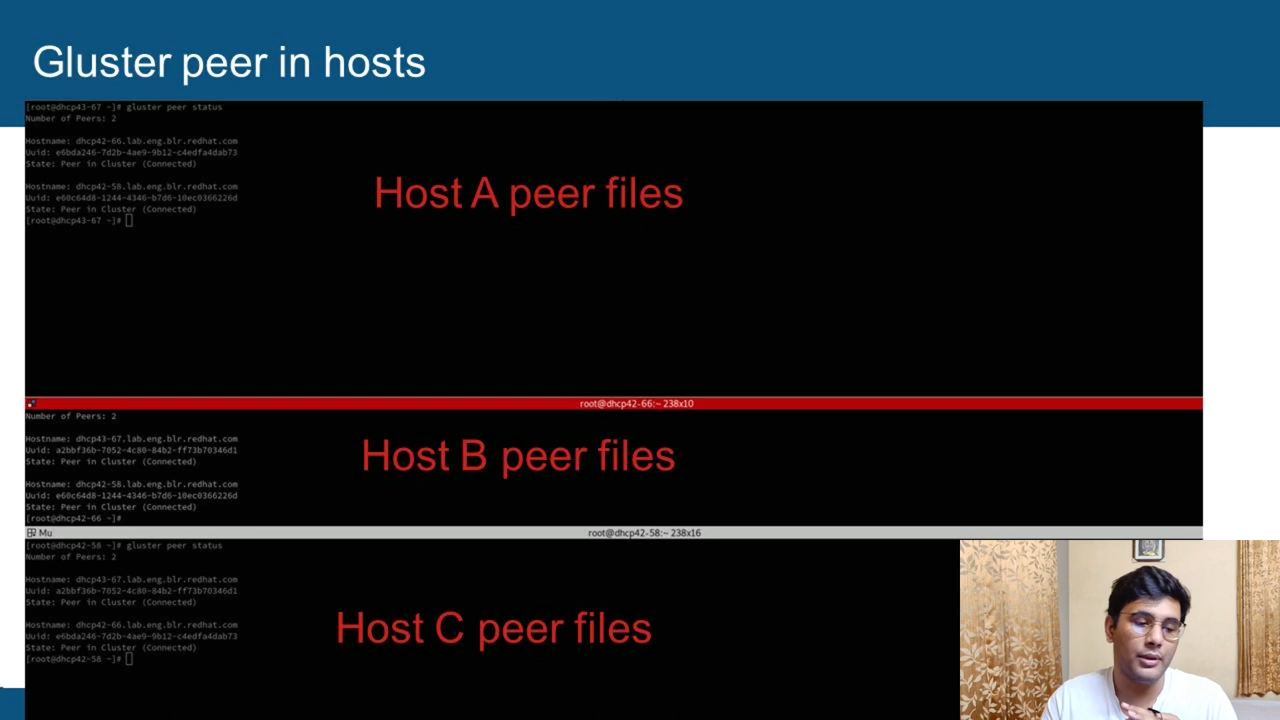 Gluster peer in hosts
[root@dhcp43-67 ~]# gluster peer status
Number of Peers: 2
Hostname: dhcp42-66.lab.eng.blr.redhat.com
Uuid: e6bda246-7d2b-4ae9-9b12-c4edfa4dab73
State: Peer in Cluster (Connected)
Hostname: dhcp42-58.lab.eng.blr.redhat.com
Uuid: e60c64d8-1244-4346-b7d6-10ec0366226d
State: Peer in Cluster (Connected)
[root@dhcp43-67 ~]#
Host A peer files
root@dhcp42-66:~ 238x10
Number of Peers: 2
Hostname: dhcp43-67.lab.eng.blr.redhat.com
Uuid: a2bbf36b-7052-4c80-84b2-ff73b70346d1
State: Peer in Cluster (Connected)
Hostname: dhcp42-58.lab.eng.blr.redhat.com
Uuid: e60c64d8-1244-4346-b7d6-10ec0366226d
State: Peer in Cluster (Connected)
[root@dhcp42-66 ~]#
Host B peer files
Mu root@dhcp42-58:~ 238x16
[root@dhcp42-58 ~]# gluster peer status
Number of Peers: 2
Hostname: dhcp43-67.lab.eng.blr.redhat.com
Uuid: a2bbf36b-7052-4c80-84b2-ff73b70346d1
State: Peer in Cluster (Connected)
Hostname: dhcp42-66.lab.eng.blr.redhat.com
Uuid: e6bda246-7d2b-4ae9-9b12-c4edfa4dab73
State: Peer in Cluster (Connected)
[root@dhcp42-58 ~]#
Host C peer files